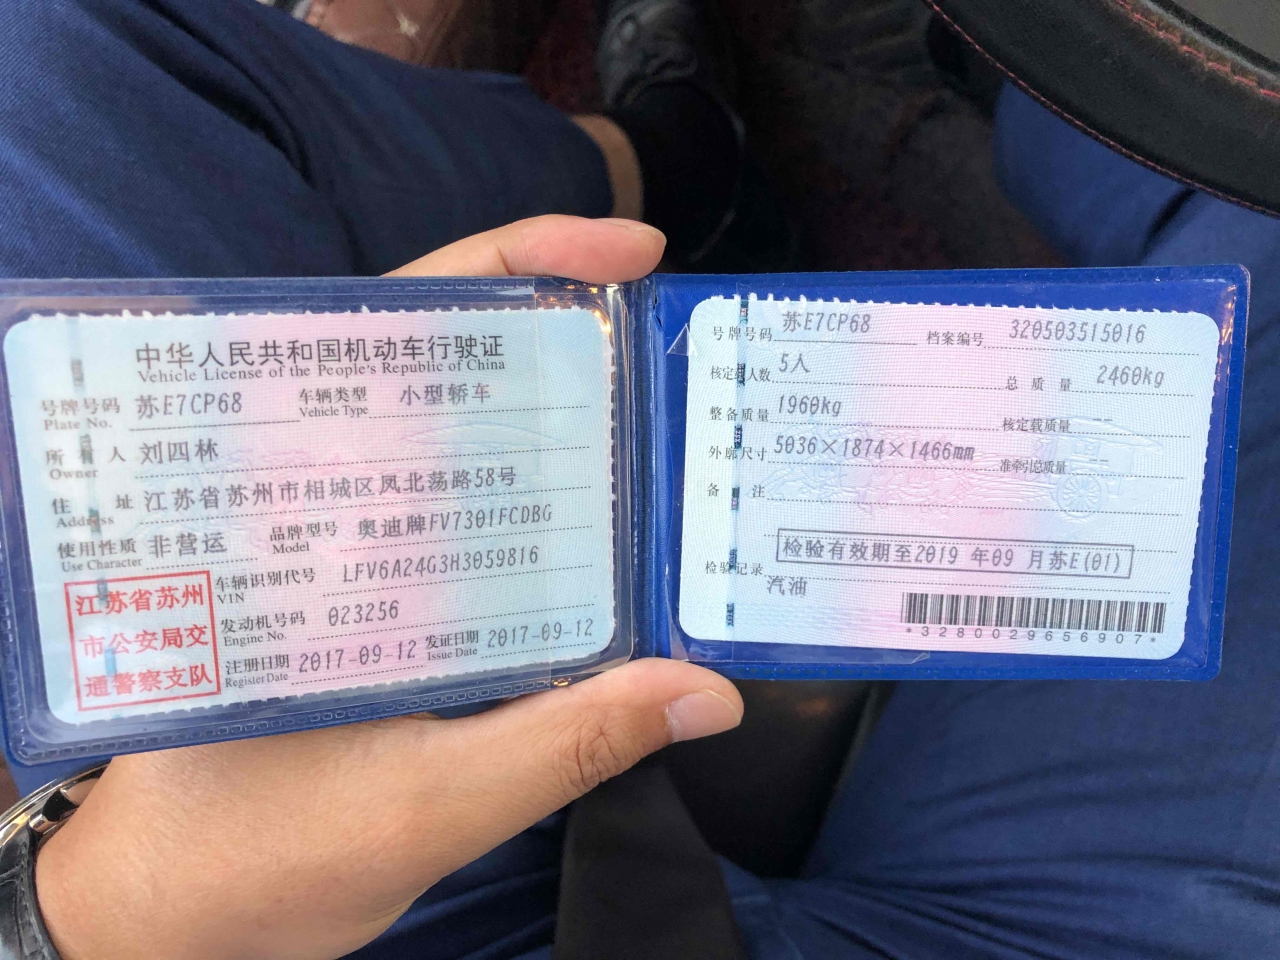 中华人民共和国机动车行驶证
Vehicle License of the People's Republic of China
号牌号码 苏E7CP68 车辆类型 小型轿车
Plate No. Vehicle Type
所有人 刘四林
Owner
住址 江苏省苏州市相城区凤北荡路58号
Address
使用性质 非营运 品牌型号 奥迪牌FV7301FCDBG
Use Character Model
车辆识别代号 LFV6A24G3H3059816
VIN
发动机号码 023256
Engine No.
注册日期 2017-09-12 发证日期 2017-09-12
Register Date Issue Date
江苏省苏州
市公安局交
通警察支队
号牌号码 苏E7CP68 档案编号 320503515016
核定载人数 5人 总质量 2460kg
整备质量 1960kg 核定载质量 --
外廓尺寸 5036×1874×1466mm 准牵引总质量 --
备注
检验有效期至2019 年09 月苏E(01)
检验记录
汽油
*3280029656907*